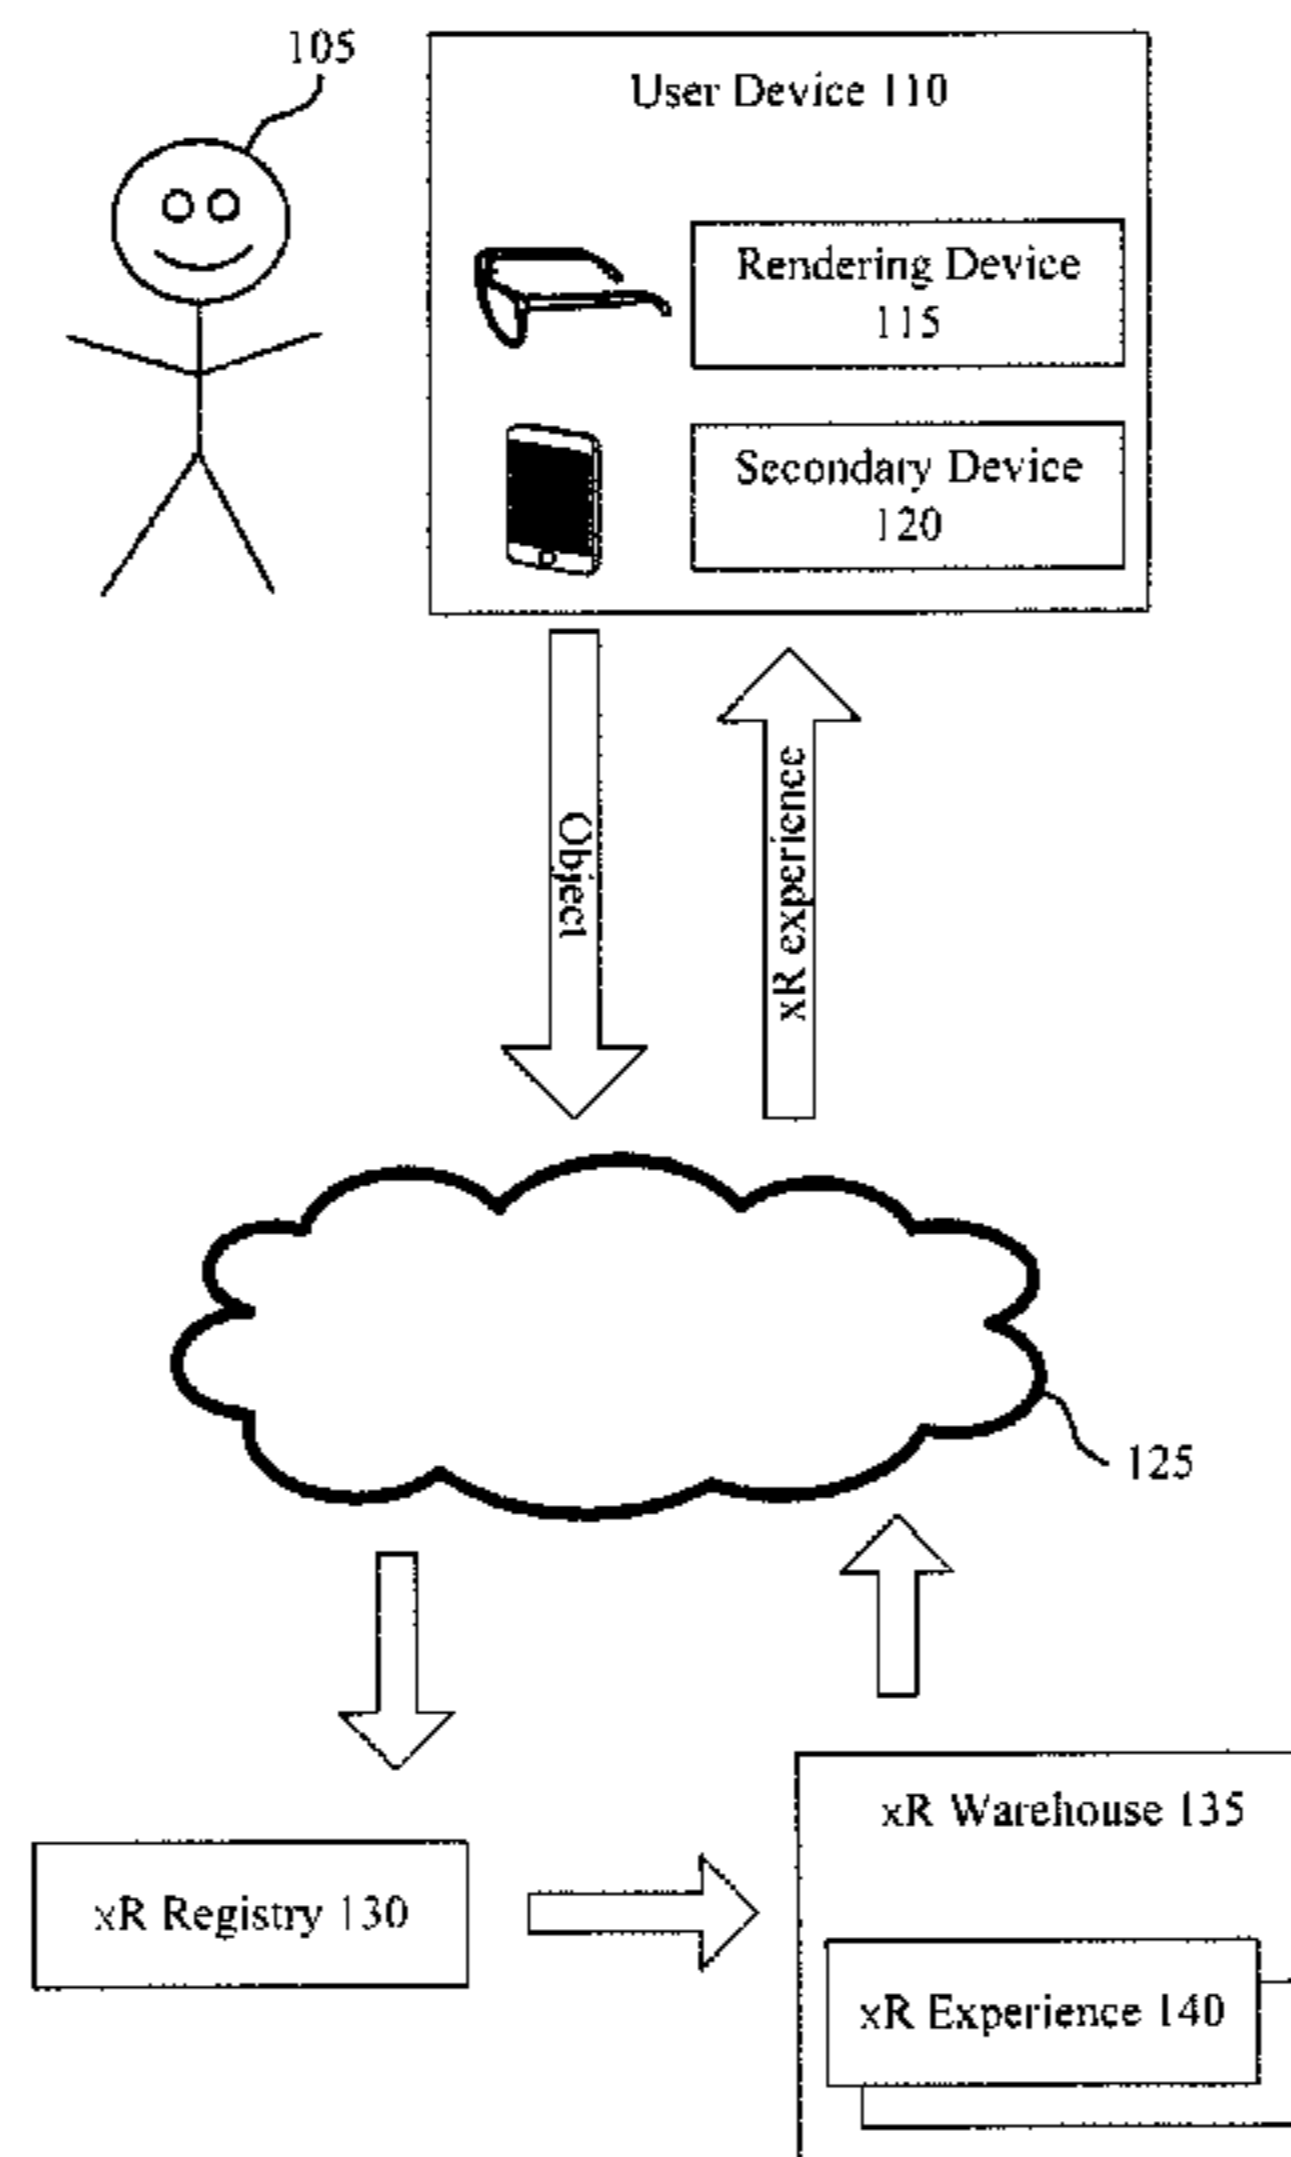 105
User Device 110
Rendering Device
115
Secondary Device
120
Object
xR experience
125
xR Warehouse 135
xR Registry 130
xR Experience 140